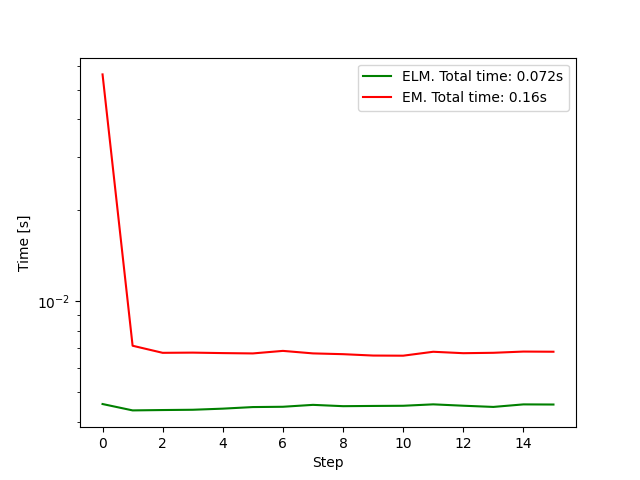 ELM. Total time: 0.072s
EM. Total time: 0.16s
Time [s]
10⁻²
0 2 4 6 8 10 12 14
Step